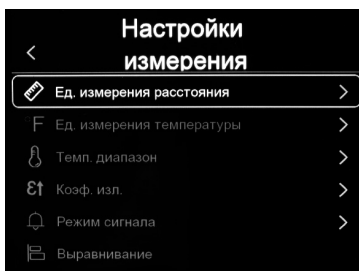 Настройки
измерения
Ед. измерения расстояния
°F Ед. измерения температуры
Темп. диапазон
Ɛ↑ Коэф. изл.
Режим сигнала
Выравнивание